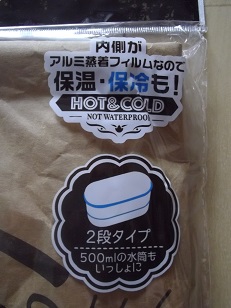 内側が
アルミ蒸着フィルムなので
保温・保冷も!
HOT&COLD
NOT WATERPROOF
2段タイプ
500mlの水筒も
いっしょに